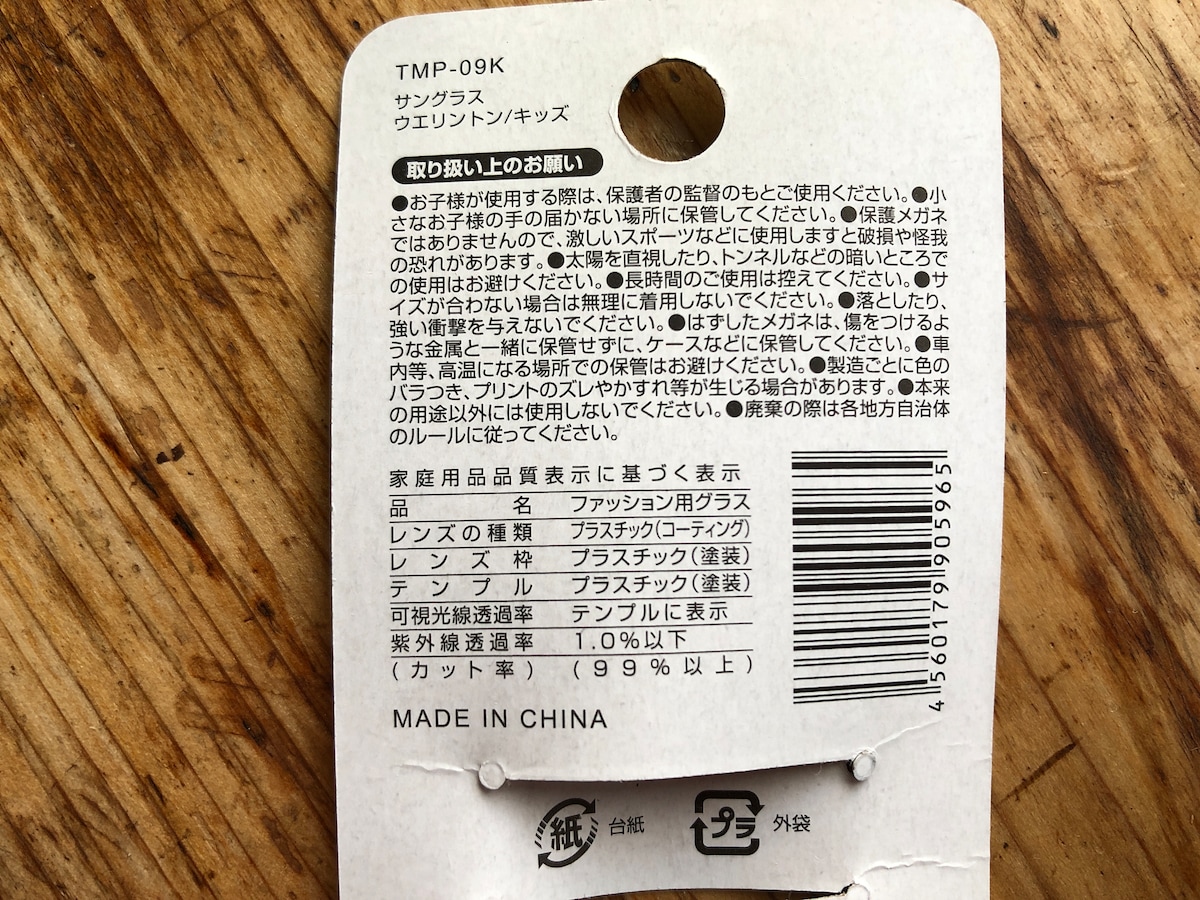 TMP-09K
サングラス
ウエリントン/キッズ
取り扱い上のお願い
●お子様が使用する際は、保護者の監督のもとご使用ください。●小
さなお子様の手の届かない場所に保管してください。●保護メガネ
ではありませんので、激しいスポーツなどに使用しますと破損や怪我
の恐れがあります。●太陽を直視したり、トンネルなどの暗いところで
の使用はお避けください。●長時間のご使用は控えてください。●サ
イズが合わない場合は無理に着用しないでください。●落としたり、
強い衝撃を与えないでください。●はずしたメガネは、傷をつけるよ
うな金属と一緒に保管せずに、ケースなどに保管してください。●車
内等、高温になる場所での保管はお避けください。●製造ごとに色の
バラつき、プリントのズレやかすれ等が生じる場合があります。●本来
の用途以外には使用しないでください。●廃棄の際は各地方自治体
のルールに従ってください。
家庭用品品質表示に基づく表示
品名 ファッション用グラス
レンズの種類 プラスチック(コーティング)
レンズ枠 プラスチック(塗装)
テンプル プラスチック(塗装)
可視光線透過率 テンプルに表示
紫外線透過率 1.0%以下
(カット率) (99%以上)
MADE IN CHINA
4560179905965
紙 台紙 プラ 外袋